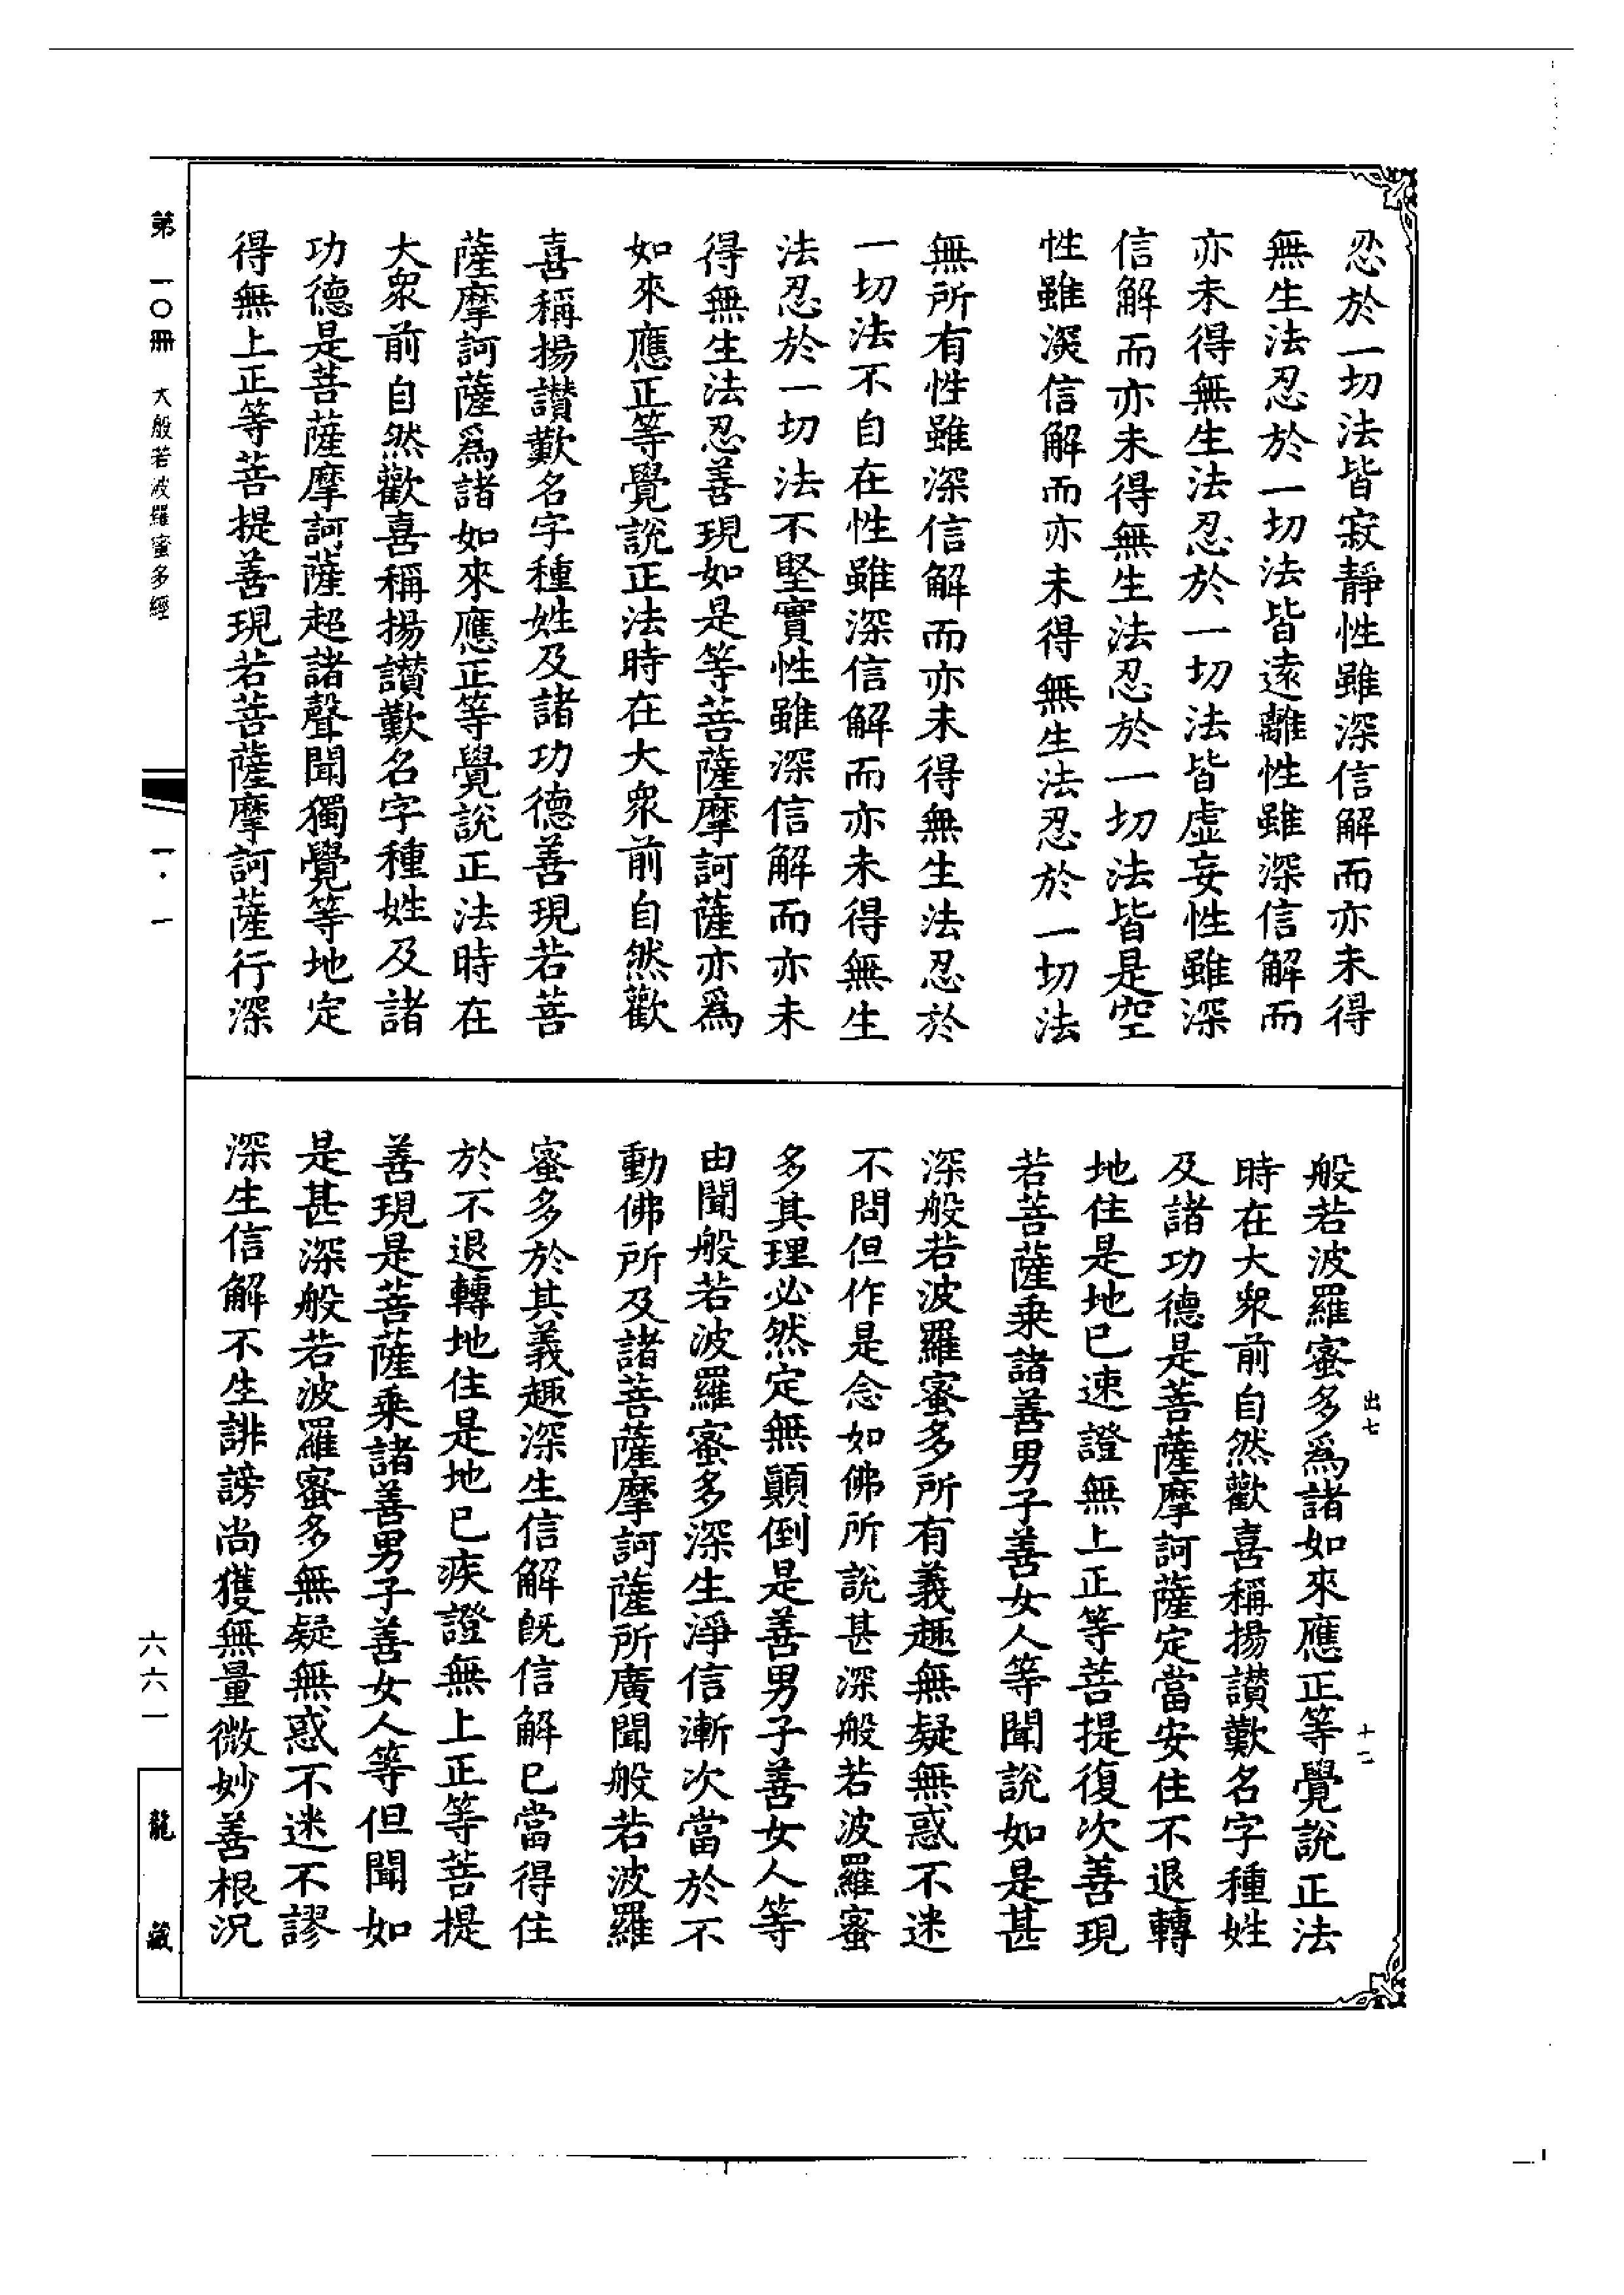 忍於一切法皆寂靜性雖深信解而亦未得
無生法忍於一切法皆遠離性雖深信解而
亦未得無生法忍於一切法皆虛妄性雖深
信解而亦未得無生法忍於一切法皆是空
性雖深信解而亦未得無生法忍於一切法
無所有性雖深信解而亦未得無生法忍於
一切法不自在性雖深信解而亦未得無生
法忍於一切法不堅實性雖深信解而亦未
得無生法忍善現如是等菩薩摩訶薩亦爲
如來應正等覺說正法時在大衆前自然歡
喜稱揚讚歎名字種姓及諸功德善現若菩
薩摩訶薩爲諸如來應正等覺說正法時在
大衆前自然歡喜稱揚讚歎名字種姓及諸
功德是菩薩摩訶薩超諸聲聞獨覺等地定
得無上正等菩提善現若菩薩摩訶薩行深
般若波羅蜜多爲諸如來應正等覺說正法
時在大衆前自然歡喜稱揚讚歎名字種姓
及諸功德是菩薩摩訶薩定當安住不退轉
地住是地已速證無上正等菩提復次善現
若菩薩乘諸善男子善女人等聞說如是甚
深般若波羅蜜多所有義趣無疑無惑不迷
不問但作是念如佛所說甚深般若波羅蜜
多其理必然定無顛倒是善男子善女人等
由聞般若波羅蜜多深生淨信漸次當於不
動佛所及諸菩薩摩訶薩所廣聞般若波羅
蜜多於其義趣深生信解既信解已當得住
於不退轉地住是地已疾證無上正等菩提
善現是菩薩乘諸善男子善女人等但聞如
是甚深般若波羅蜜多無疑無惑不迷不謬
深生信解不生誹謗尚獲無量微妙善根況
出七
十二
第一〇冊 大般若波羅蜜多經
一·一
六六一
龍藏